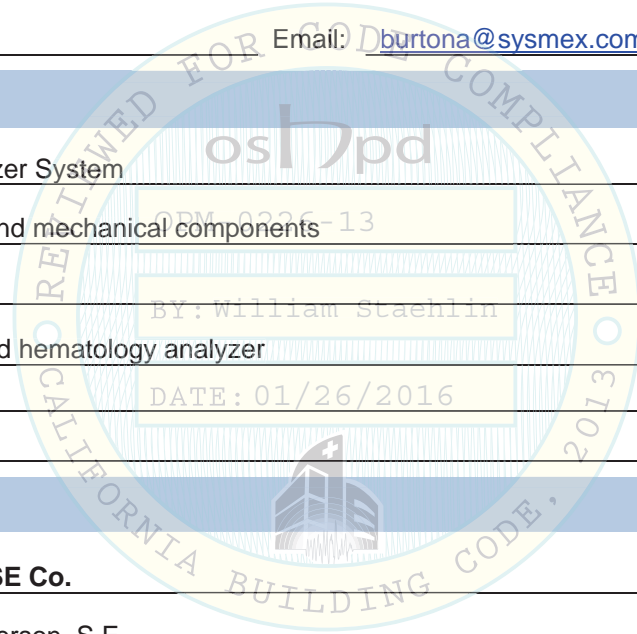 Email: burtona@sysmex.com
REVIEWED FOR CODE COMPLIANCE
oshpd
zer System
OPM-0226-13
nd mechanical components
BY: William Staehlin
d hematology analyzer
DATE: 01/26/2016
CALIFORNIA BUILDING CODE, 2013
SE Co.
erson, S.E.